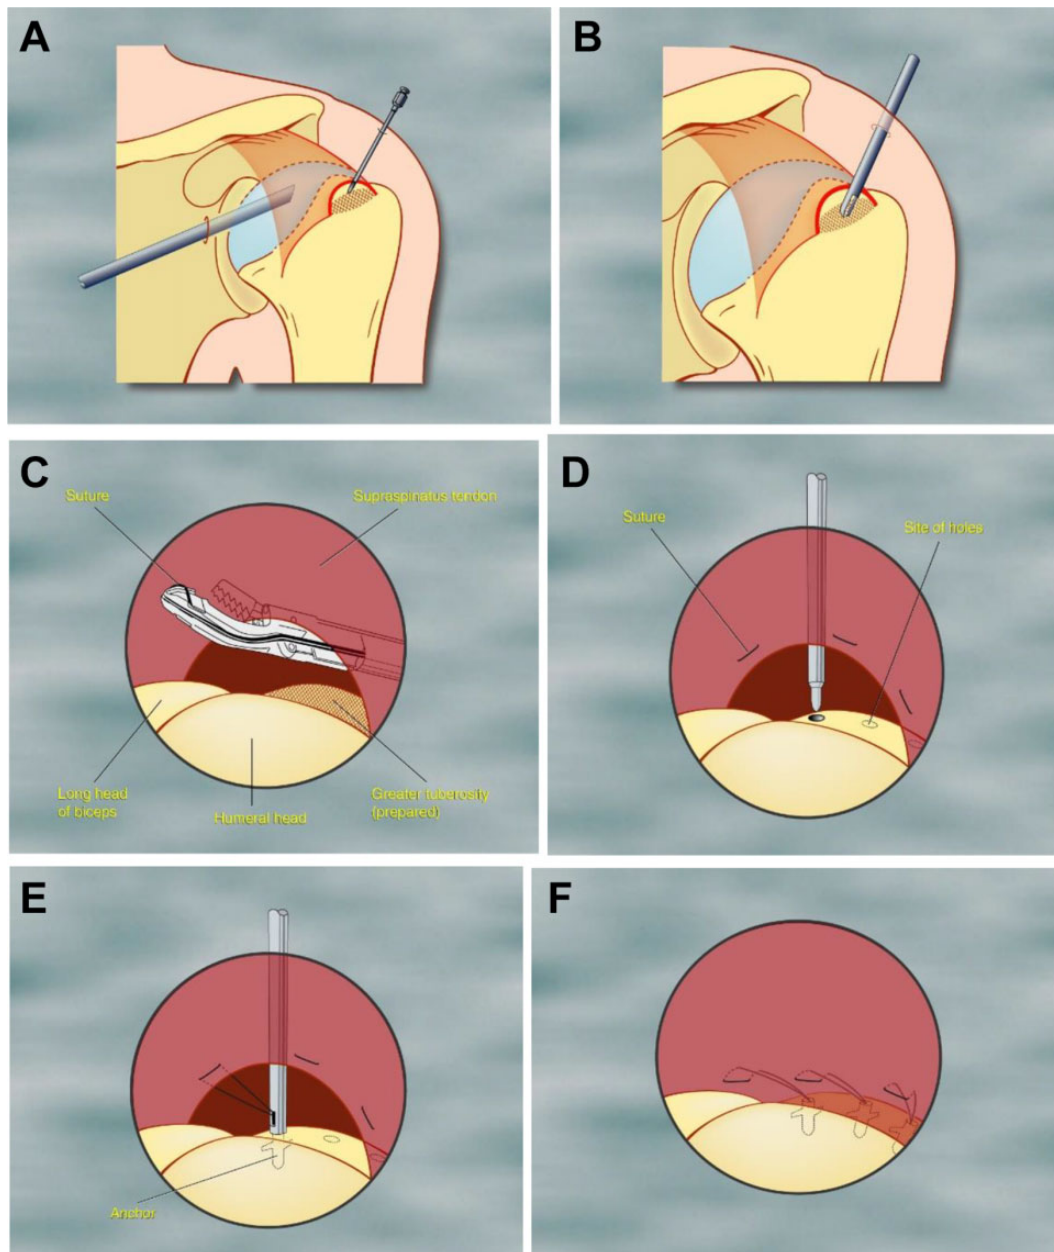 A
B
C
Suture
Supraspinatus tendon
Long head
of biceps
Humeral head
Greater tuberosity
(prepared)
D
Suture
Site of holes
E
Anchor
F